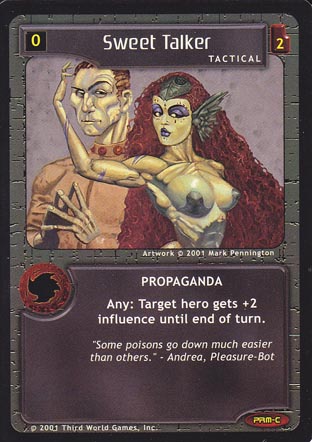 0
Sweet Talker
2
TACTICAL
Artwork © 2001 Mark Pennington
PROPAGANDA
Any: Target hero gets +2
influence until end of turn.
"Some poisons go down much easier
than others." - Andrea, Pleasure-Bot
© 2001 Third World Games, Inc.
PRM-C